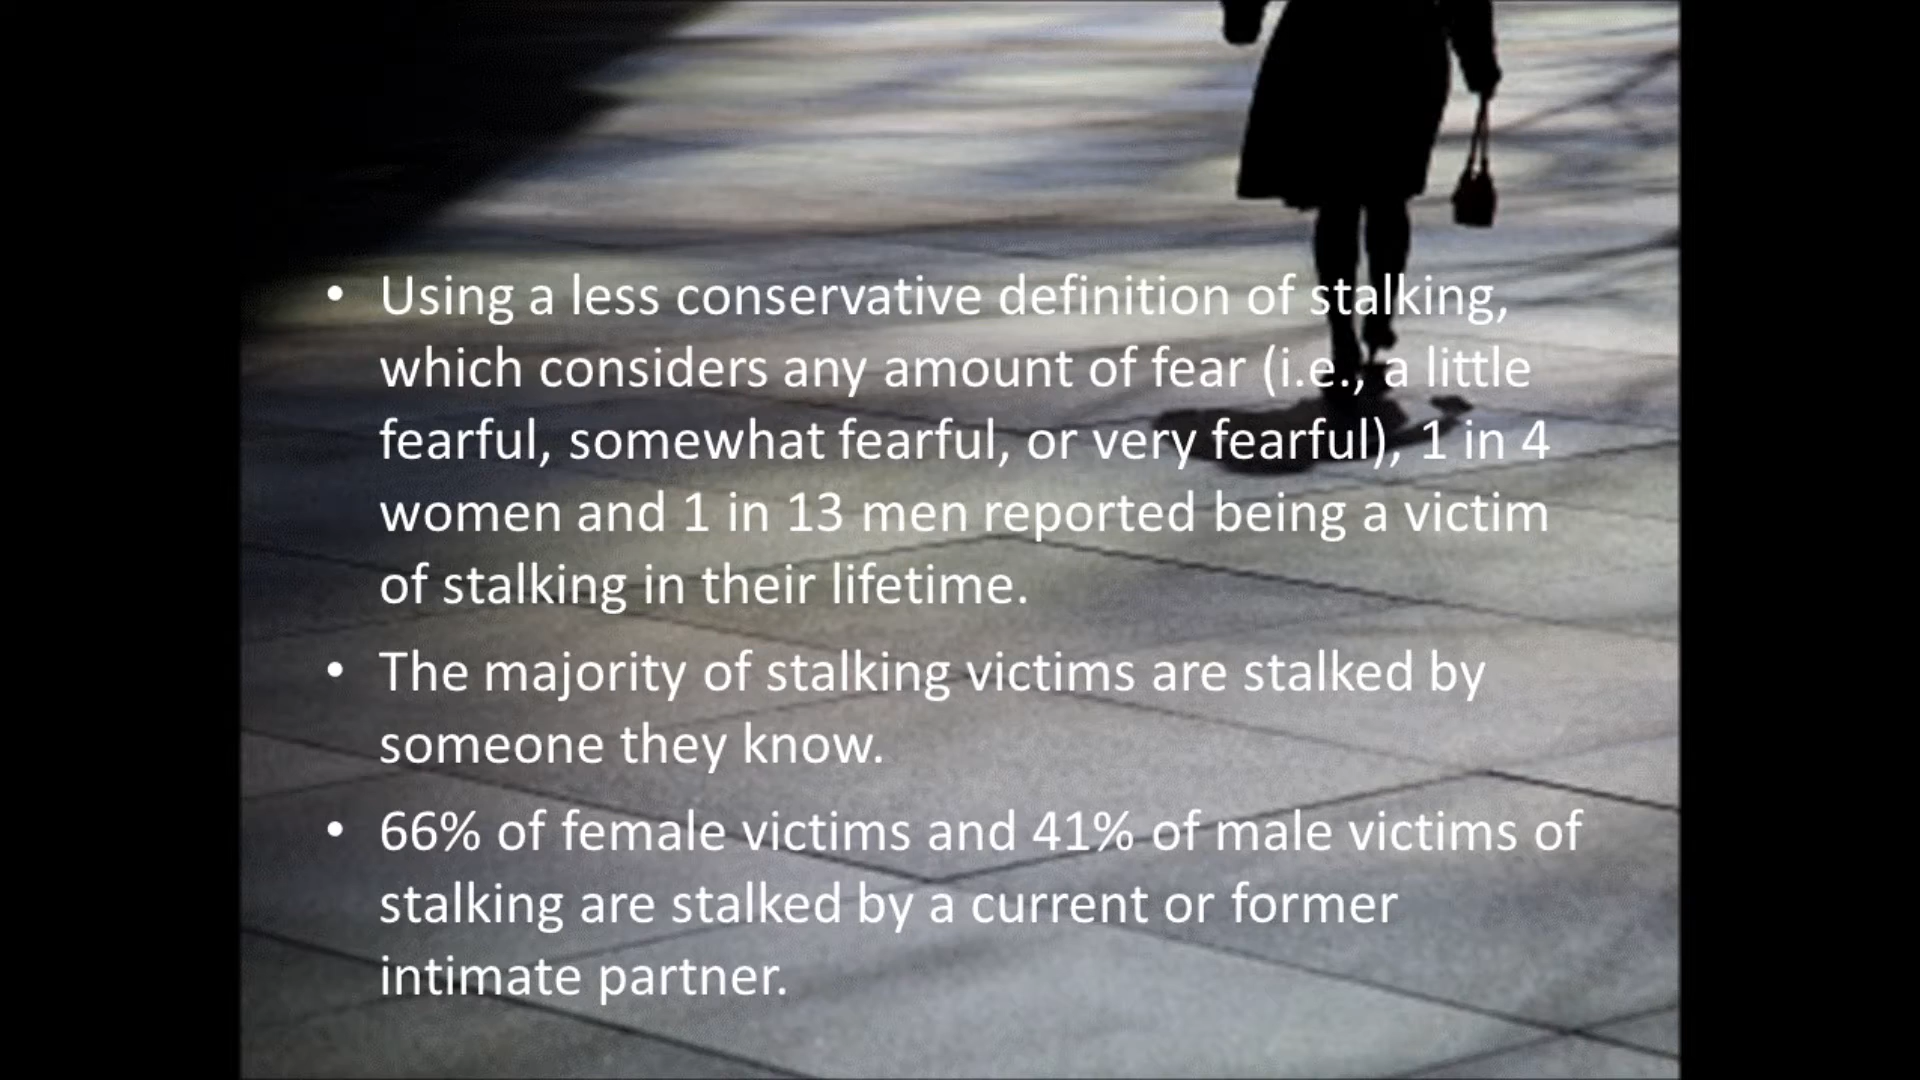 • Using a less conservative definition of stalking,
which considers any amount of fear (i.e., a little
fearful, somewhat fearful, or very fearful), 1 in 4
women and 1 in 13 men reported being a victim
of stalking in their lifetime.
• The majority of stalking victims are stalked by
someone they know.
• 66% of female victims and 41% of male victims of
stalking are stalked by a current or former
intimate partner.